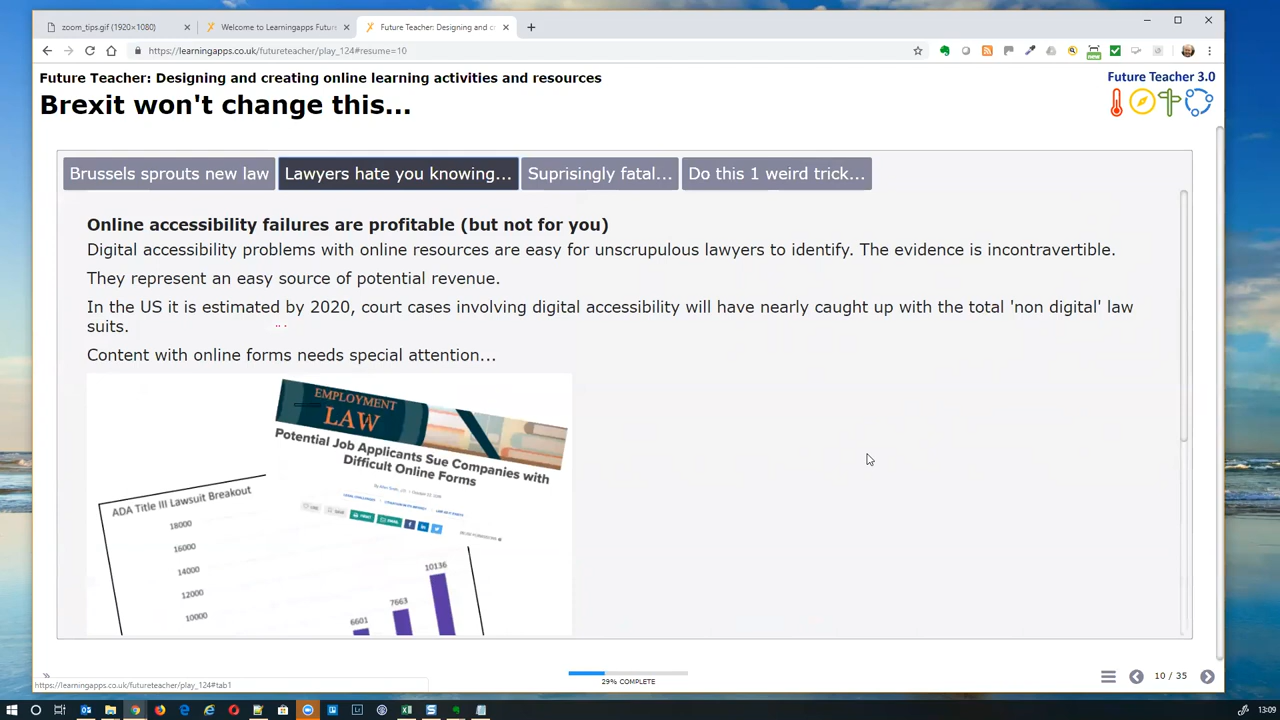 zoom_tips.gif (1920×1080)
Welcome to Learningapps Futur
Future Teacher: Designing and cr
https://learningapps.co.uk/futureteacher/play_124#resume=10
Future Teacher: Designing and creating online learning activities and resources
Future Teacher 3.0
Brexit won't change this...
Brussels sprouts new law
Lawyers hate you knowing...
Suprisingly fatal...
Do this 1 weird trick...
Online accessibility failures are profitable (but not for you)
Digital accessibility problems with online resources are easy for unscrupulous lawyers to identify. The evidence is incontravertible.
They represent an easy source of potential revenue.
In the US it is estimated by 2020, court cases involving digital accessibility will have nearly caught up with the total 'non digital' law
suits.
Content with online forms needs special attention...
EMPLOYMENT
LAW
Potential Job Applicants Sue Companies with
Difficult Online Forms
ADA Title III Lawsuit Breakout
18000
16000
14000
12000
10000
6601
7663
10136
https://learningapps.co.uk/futureteacher/play_124#tab1
29% COMPLETE
10 / 35
13:09